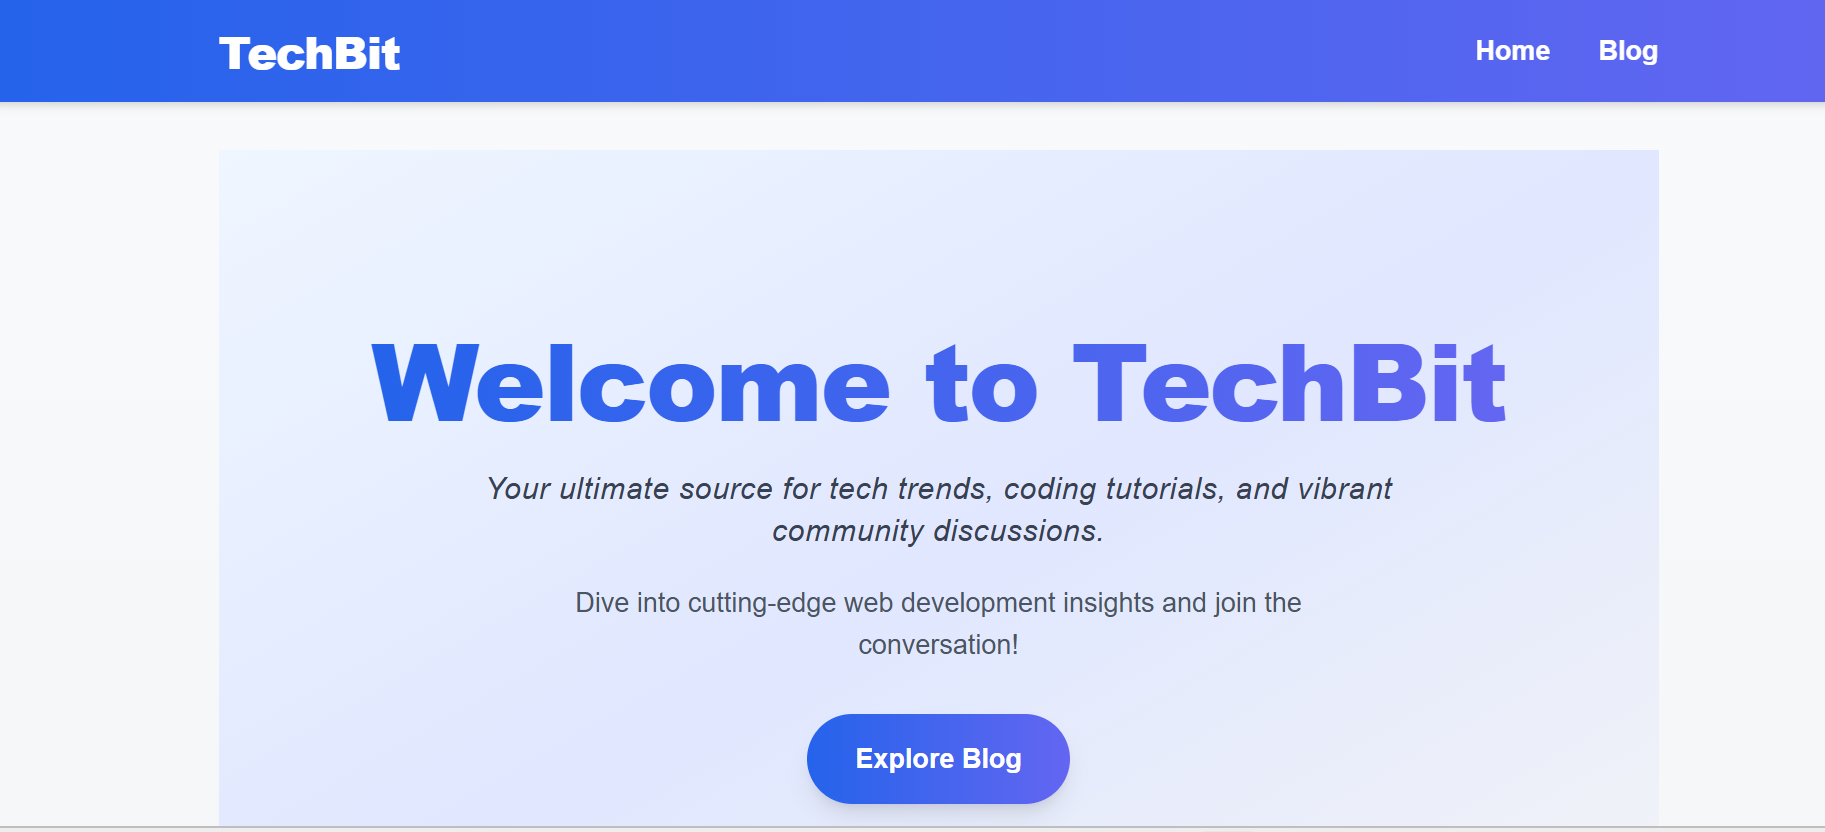 TechBit
Home
Blog
Welcome to TechBit
Your ultimate source for tech trends, coding tutorials, and vibrant
community discussions.
Dive into cutting-edge web development insights and join the
conversation!
Explore Blog